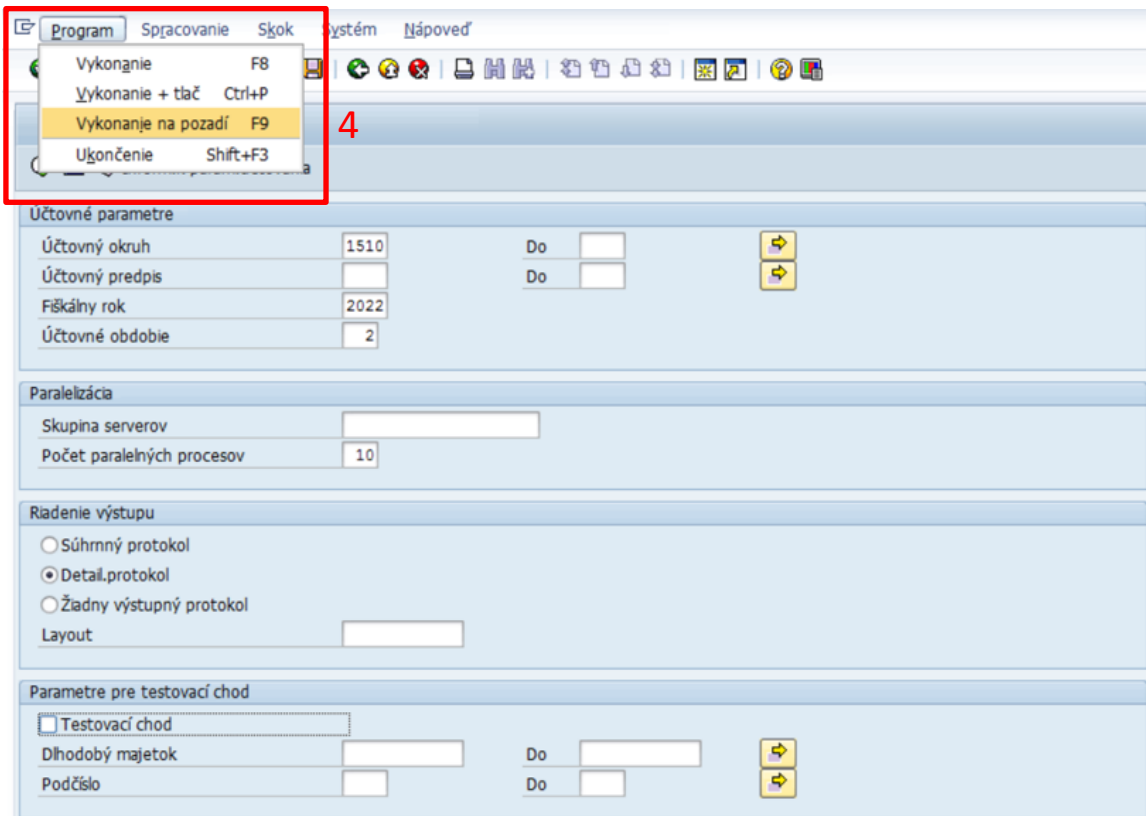 Program Spracovanie Skok Systém Nápoveď
Vykonanie F8
Vykonanie + tlač Ctrl+P
Vykonanie na pozadí F9
4
Ukončenie Shift+F3
Účtovné parametre
Účtovný okruh 1510 Do
Účtovný predpis Do
Fiškálny rok 2022
Účtovné obdobie 2
Paralelizácia
Skupina serverov
Počet paralelných procesov 10
Riadenie výstupu
Súhrnný protokol
Detail.protokol
Žiadny výstupný protokol
Layout
Parametre pre testovací chod
Testovací chod
Dlhodobý majetok Do
Podčíslo Do